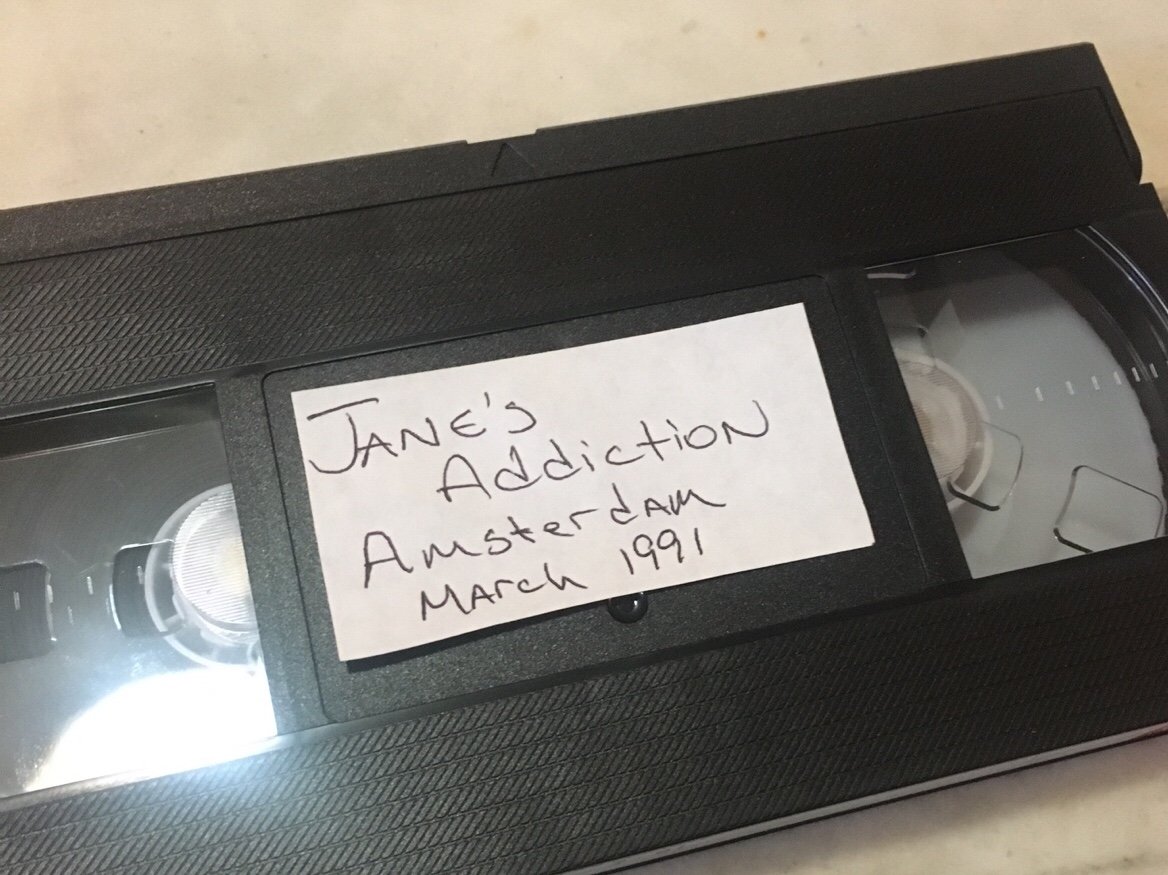 JANE'S
Addiction
Amsterdam
March 1991